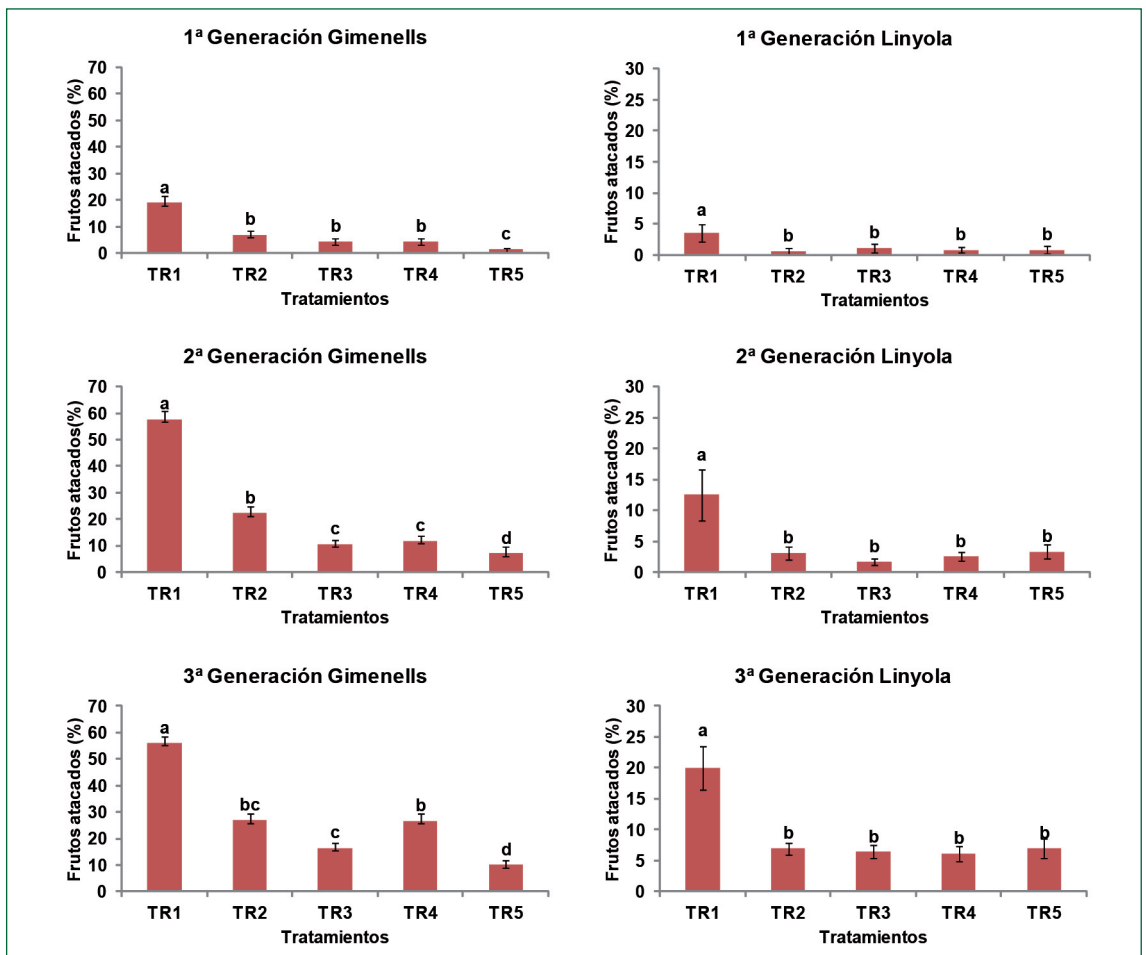 1ª Generación Gimenells
Frutos atacados (%)
70
60
50
40
30
20
10
0
a
b
b
b
c
TR1 TR2 TR3 TR4 TR5
Tratamientos
1ª Generación Linyola
Frutos atacados (%)
30
25
20
15
10
5
0
a
b
b
b
b
TR1 TR2 TR3 TR4 TR5
Tratamientos
2ª Generación Gimenells
Frutos atacados(%)
70
60
50
40
30
20
10
0
a
b
c
c
d
TR1 TR2 TR3 TR4 TR5
Tratamientos
2ª Generación Linyola
Frutos atacados (%)
30
25
20
15
10
5
0
a
b
b
b
b
TR1 TR2 TR3 TR4 TR5
Tratamientos
3ª Generación Gimenells
Frutos atacados (%)
70
60
50
40
30
20
10
0
a
bc
c
b
d
TR1 TR2 TR3 TR4 TR5
Tratamientos
3ª Generación Linyola
Frutos atacados (%)
30
25
20
15
10
5
0
a
b
b
b
b
TR1 TR2 TR3 TR4 TR5
Tratamientos